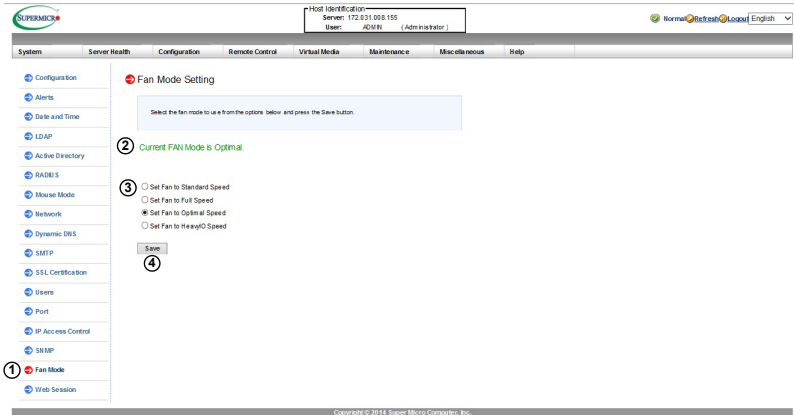 SUPERMICR
Host Identification
Server: 172.031.008.155
User: ADMIN (Administrator)
Normal Refresh Logout English
System Server Health Configuration Remote Control Virtual Media Maintenance Miscellaneous Help
Configuration
Alerts
Date and Time
LDAP
Active Directory
RADIUS
Mouse Mode
Network
Dynamic DNS
SMTP
SSL Certification
Users
Port
IP Access Control
SNMP
1 Fan Mode
Web Session
Fan Mode Setting
Select the fan mode to use from the options below and press the Save button.
2 Current FAN Mode is Optimal.
3 Set Fan to Standard Speed
Set Fan to Full Speed
Set Fan to Optimal Speed
Set Fan to HeavyIO Speed
Save
4
Copyright © 2014 Super Micro Computer, Inc.